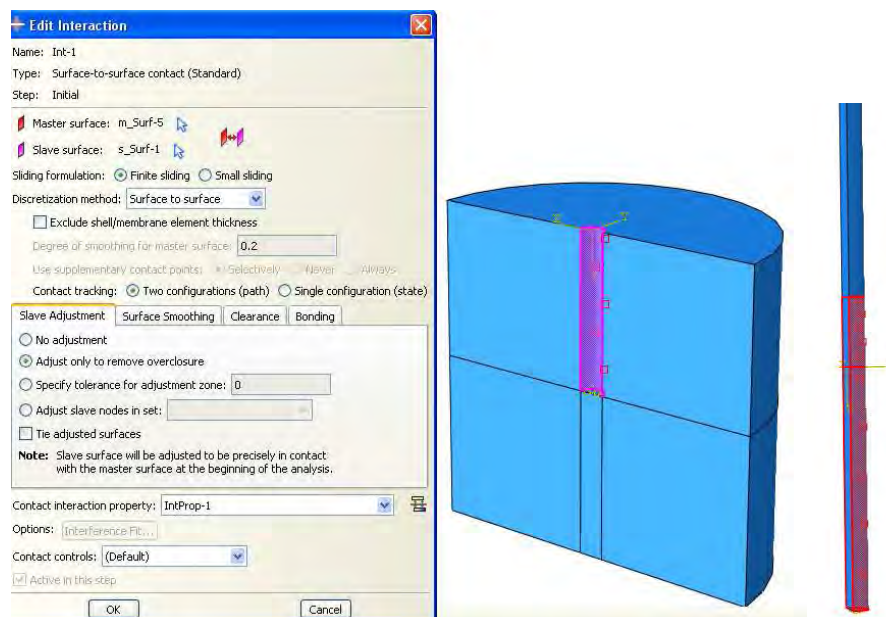 Edit Interaction
Name: Int-1
Type: Surface-to-surface contact (Standard)
Step: Initial
Master surface: m_Surf-5
Slave surface: s_Surf-1
Sliding formulation: Finite sliding Small sliding
Discretization method: Surface to surface
Exclude shell/membrane element thickness
Degree of smoothing for master surface: 0.2
Use supplementary contact points: Selectively Never Always
Contact tracking: Two configurations (path) Single configuration (state)
Slave Adjustment Surface Smoothing Clearance Bonding
No adjustment
Adjust only to remove overclosure
Specify tolerance for adjustment zone: 0
Adjust slave nodes in set:
Tie adjusted surfaces
Note: Slave surface will be adjusted to be precisely in contact
with the master surface at the beginning of the analysis.
Contact interaction property: IntProp-1
Options: Interference Fit...
Contact controls: (Default)
Active in this step
OK Cancel